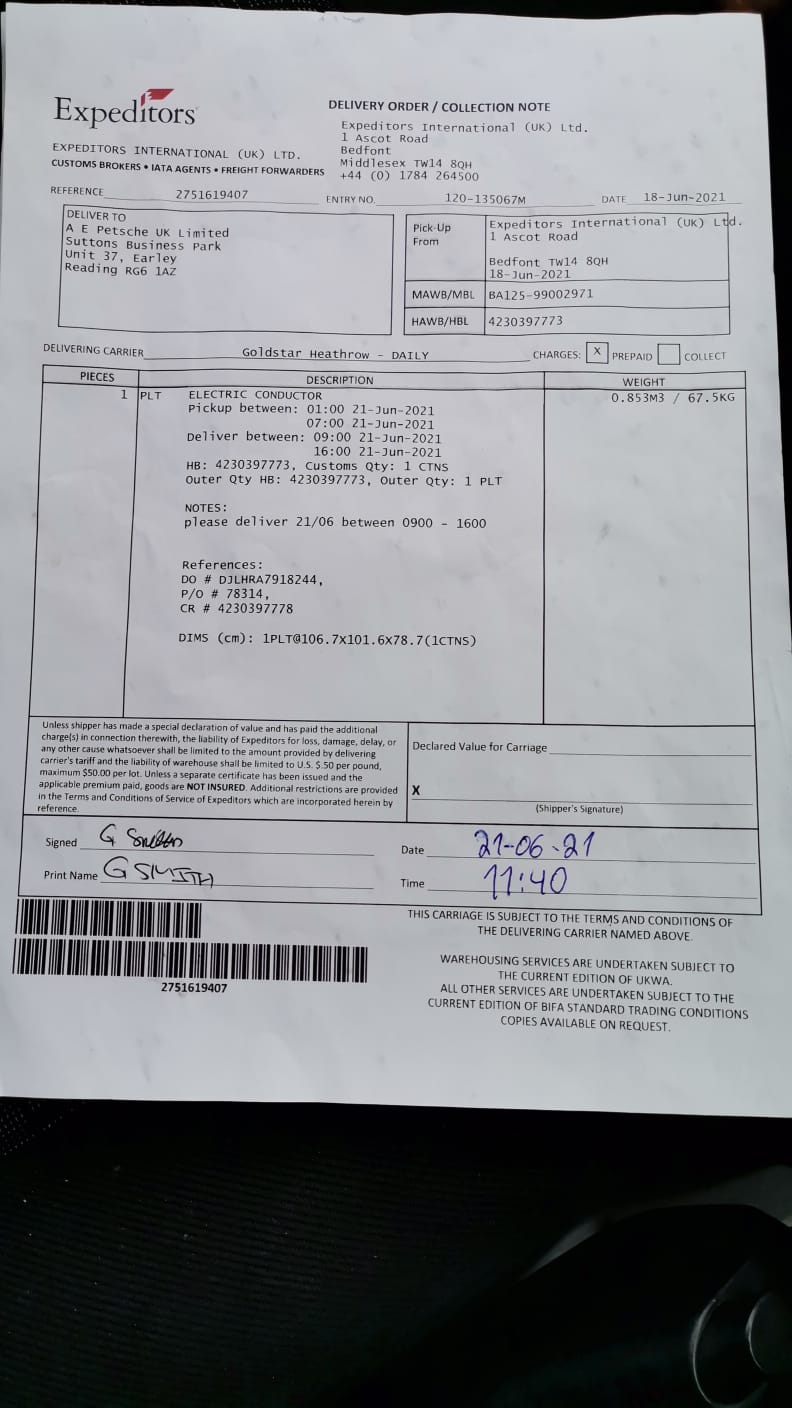 Expeditors
DELIVERY ORDER / COLLECTION NOTE
Expeditors International (UK) Ltd.
1 Ascot Road
Bedfont
Middlesex TW14 8QH
+44 (0) 1784 264500
EXPEDITORS INTERNATIONAL (UK) LTD.
CUSTOMS BROKERS • IATA AGENTS • FREIGHT FORWARDERS
REFERENCE 2751619407 ENTRY NO. 120-135067M DATE 18-Jun-2021
DELIVER TO
A E Petsche UK Limited
Suttons Business Park
Unit 37, Earley
Reading RG6 1AZ
Pick-Up From
Expeditors International (UK) Ltd.
1 Ascot Road
Bedfont TW14 8QH
18-Jun-2021
MAWB/MBL BA125-99002971
HAWB/HBL 4230397773
DELIVERING CARRIER Goldstar Heathrow - DAILY CHARGES: X PREPAID COLLECT
PIECES DESCRIPTION WEIGHT
1 PLT ELECTRIC CONDUCTOR 0.853M3 / 67.5KG
Pickup between: 01:00 21-Jun-2021
07:00 21-Jun-2021
Deliver between: 09:00 21-Jun-2021
16:00 21-Jun-2021
HB: 4230397773, Customs Qty: 1 CTNS
Outer Qty HB: 4230397773, Outer Qty: 1 PLT
NOTES:
please deliver 21/06 between 0900 - 1600
References:
DO # DJLHRA7918244,
P/O # 78314,
CR # 4230397778
DIMS (cm): 1PLT@106.7X101.6X78.7(1CTNS)
Unless shipper has made a special declaration of value and has paid the additional
charge(s) in connection therewith, the liability of Expeditors for loss, damage, delay, or
any other cause whatsoever shall be limited to the amount provided by delivering
carrier's tariff and the liability of warehouse shall be limited to U.S. $.50 per pound,
maximum $50.00 per lot. Unless a separate certificate has been issued and the
applicable premium paid, goods are NOT INSURED. Additional restrictions are provided
in the Terms and Conditions of Service of Expeditors which are incorporated herein by
reference.
Declared Value for Carriage
X
(Shipper's Signature)
Signed G
Print Name G SMITH
Date 21-06-21
Time 11:40
THIS CARRIAGE IS SUBJECT TO THE TERMS AND CONDITIONS OF
THE DELIVERING CARRIER NAMED ABOVE.
WAREHOUSING SERVICES ARE UNDERTAKEN SUBJECT TO
THE CURRENT EDITION OF UKWA.
ALL OTHER SERVICES ARE UNDERTAKEN SUBJECT TO THE
CURRENT EDITION OF BIFA STANDARD TRADING CONDITIONS
COPIES AVAILABLE ON REQUEST.
2751619407